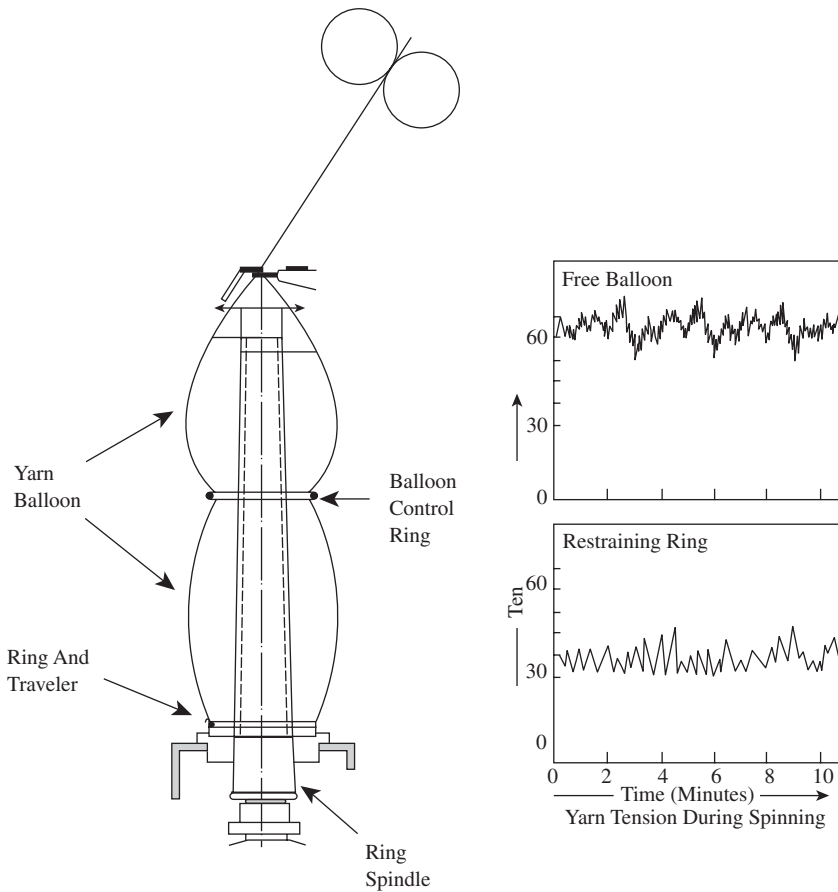 Yarn
Balloon
Balloon
Control
Ring
Ring And
Traveler
Ring
Spindle
Free Balloon
60
30
0
Restraining Ring
60
Ten
30
0
0 2 4 6 8 10
Time (Minutes)
Yarn Tension During Spinning